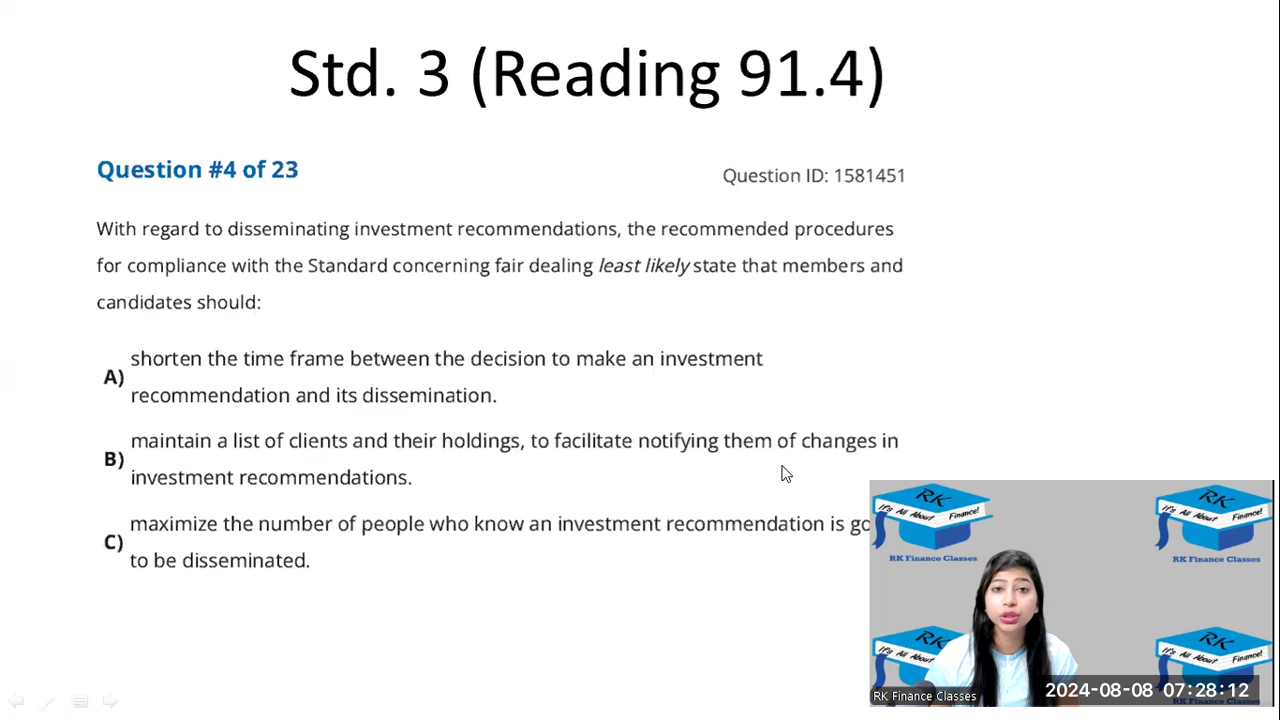 Std. 3 (Reading 91.4)
Question #4 of 23
Question ID: 1581451
With regard to disseminating investment recommendations, the recommended procedures
for compliance with the Standard concerning fair dealing least likely state that members and
candidates should:
A) shorten the time frame between the decision to make an investment
recommendation and its dissemination.
B) maintain a list of clients and their holdings, to facilitate notifying them of changes in
investment recommendations.
C) maximize the number of people who know an investment recommendation is go
to be disseminated.
RK
It's All About Finance!
RK Finance Classes
RK
It's All About Finance!
RK Finance Classes
RK
It's All About
RK
It's All About Finance!
RK Finance Classes
2024-08-08 07:28:12